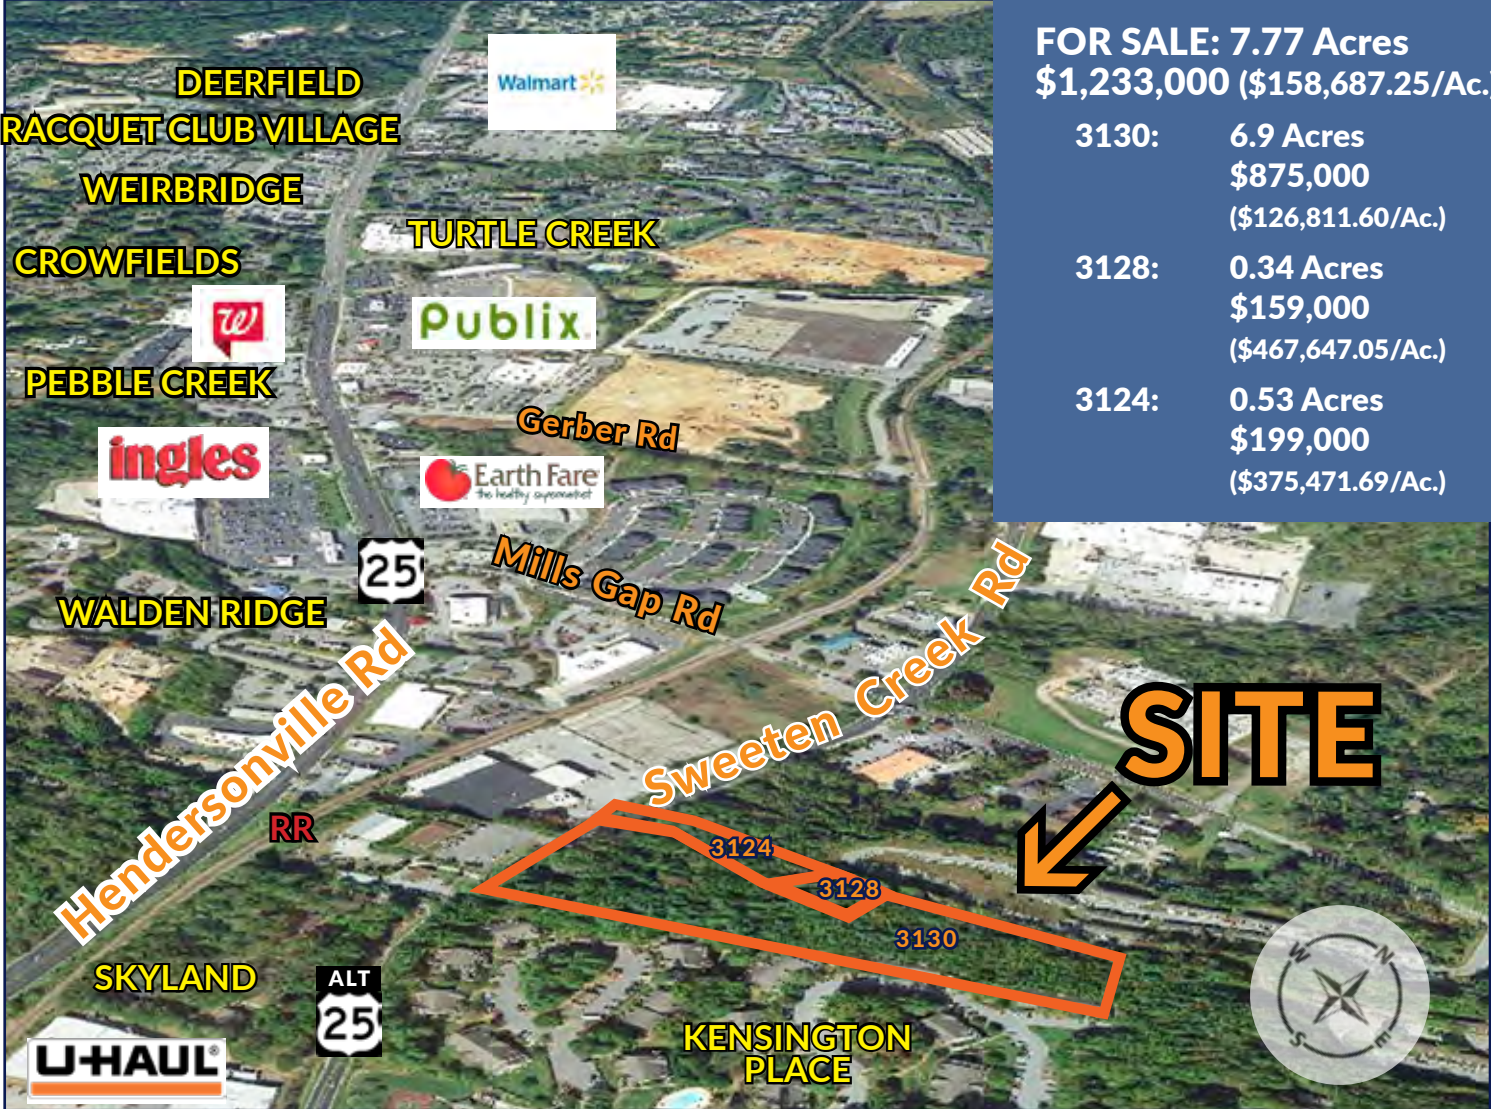 FOR SALE: 7.77 Acres
$1,233,000 ($158,687.25/Ac.)
3130: 6.9 Acres
$875,000
($126,811.60/Ac.)
3128: 0.34 Acres
$159,000
($467,647.05/Ac.)
3124: 0.53 Acres
$199,000
($375,471.69/Ac.)
Walmart
DEERFIELD
RACQUET CLUB VILLAGE
WEIRBRIDGE
TURTLE CREEK
CROWFIELDS
W
Publix
PEBBLE CREEK
Gerber Rd
ingles
Earth Fare
the healthy supermarket
25
Mills Gap Rd
WALDEN RIDGE
Hendersonville Rd
Sweeten Creek Rd
SITE
RR
3124
3128
3130
SKYLAND
ALT
25
KENSINGTON
PLACE
U-HAUL®
W N
S E